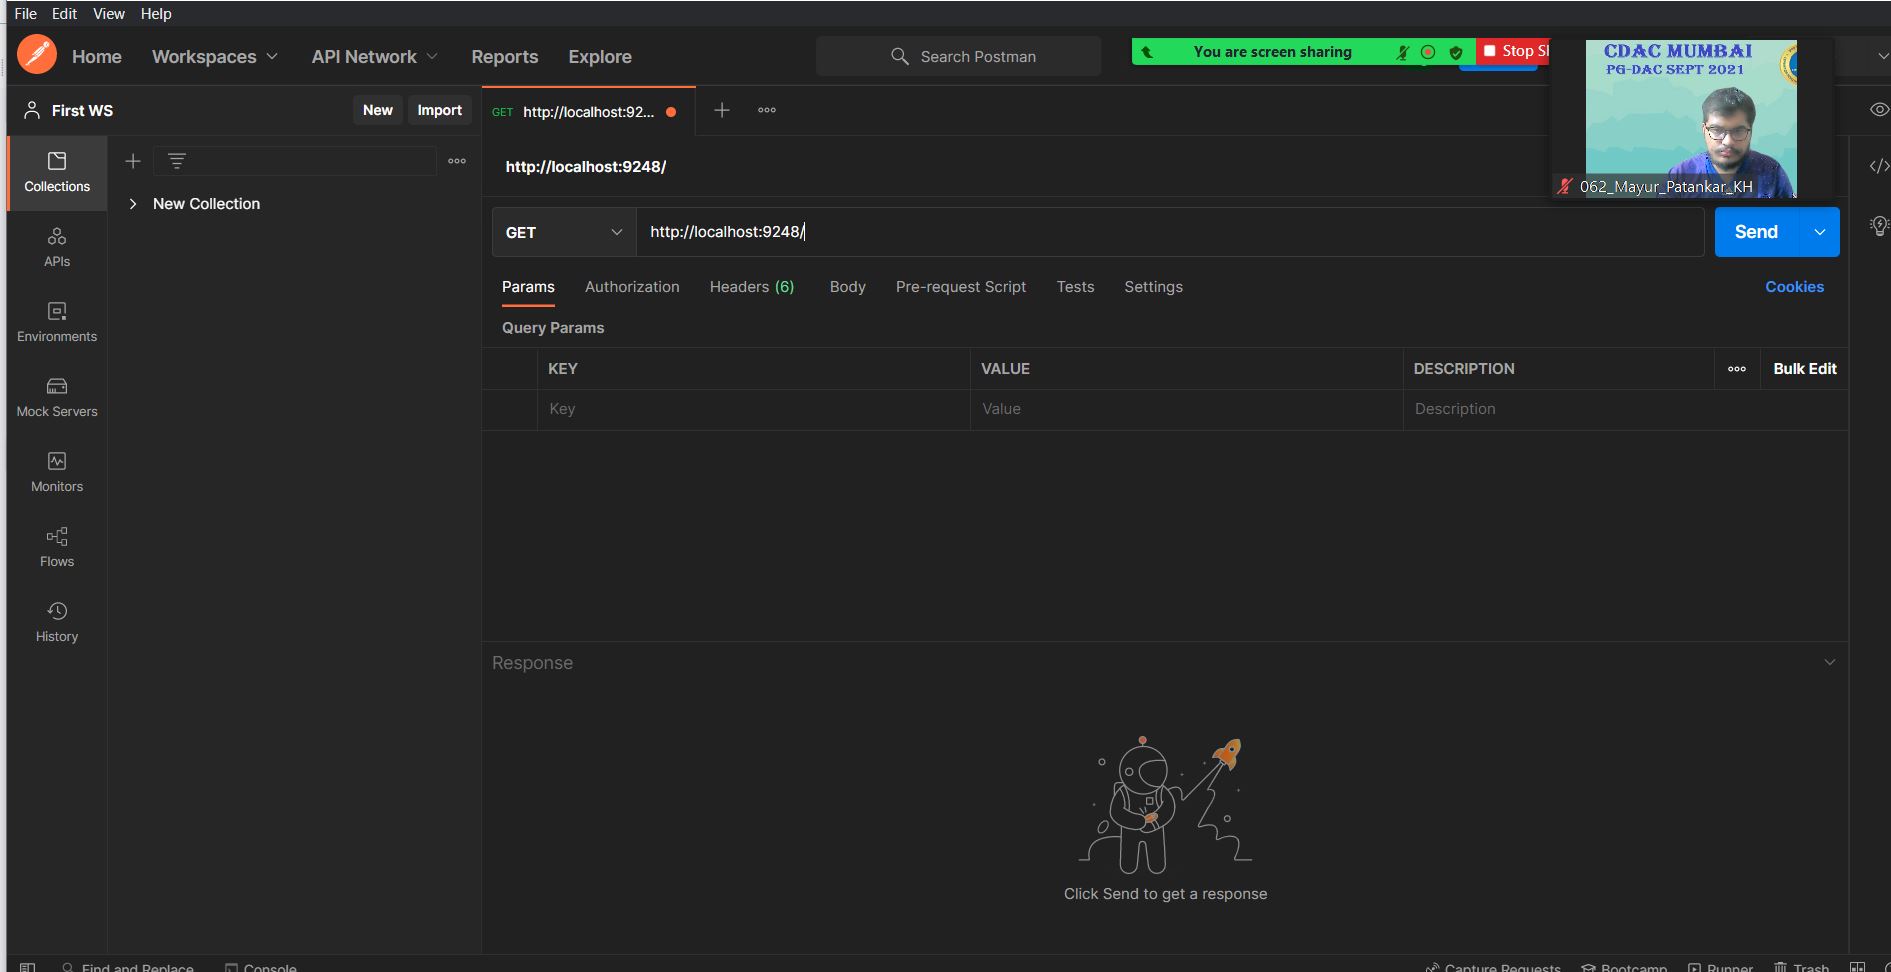 File Edit View Help
Home Workspaces API Network Reports Explore
Search Postman
You are screen sharing
CDAC MUMBAI
PG-DAC SEPT 2021
062_Mayur_Patankar_KH
First WS New Import
GET http://localhost:92...
http://localhost:9248/
Collections
New Collection
APIs
Environments
Mock Servers
Monitors
Flows
History
GET http://localhost:9248/ Send
Params Authorization Headers (6) Body Pre-request Script Tests Settings Cookies
Query Params
KEY VALUE DESCRIPTION Bulk Edit
Key Value Description
Response
Click Send to get a response
Find and Replace Console Capture Requests Bootcamp Runner Trash